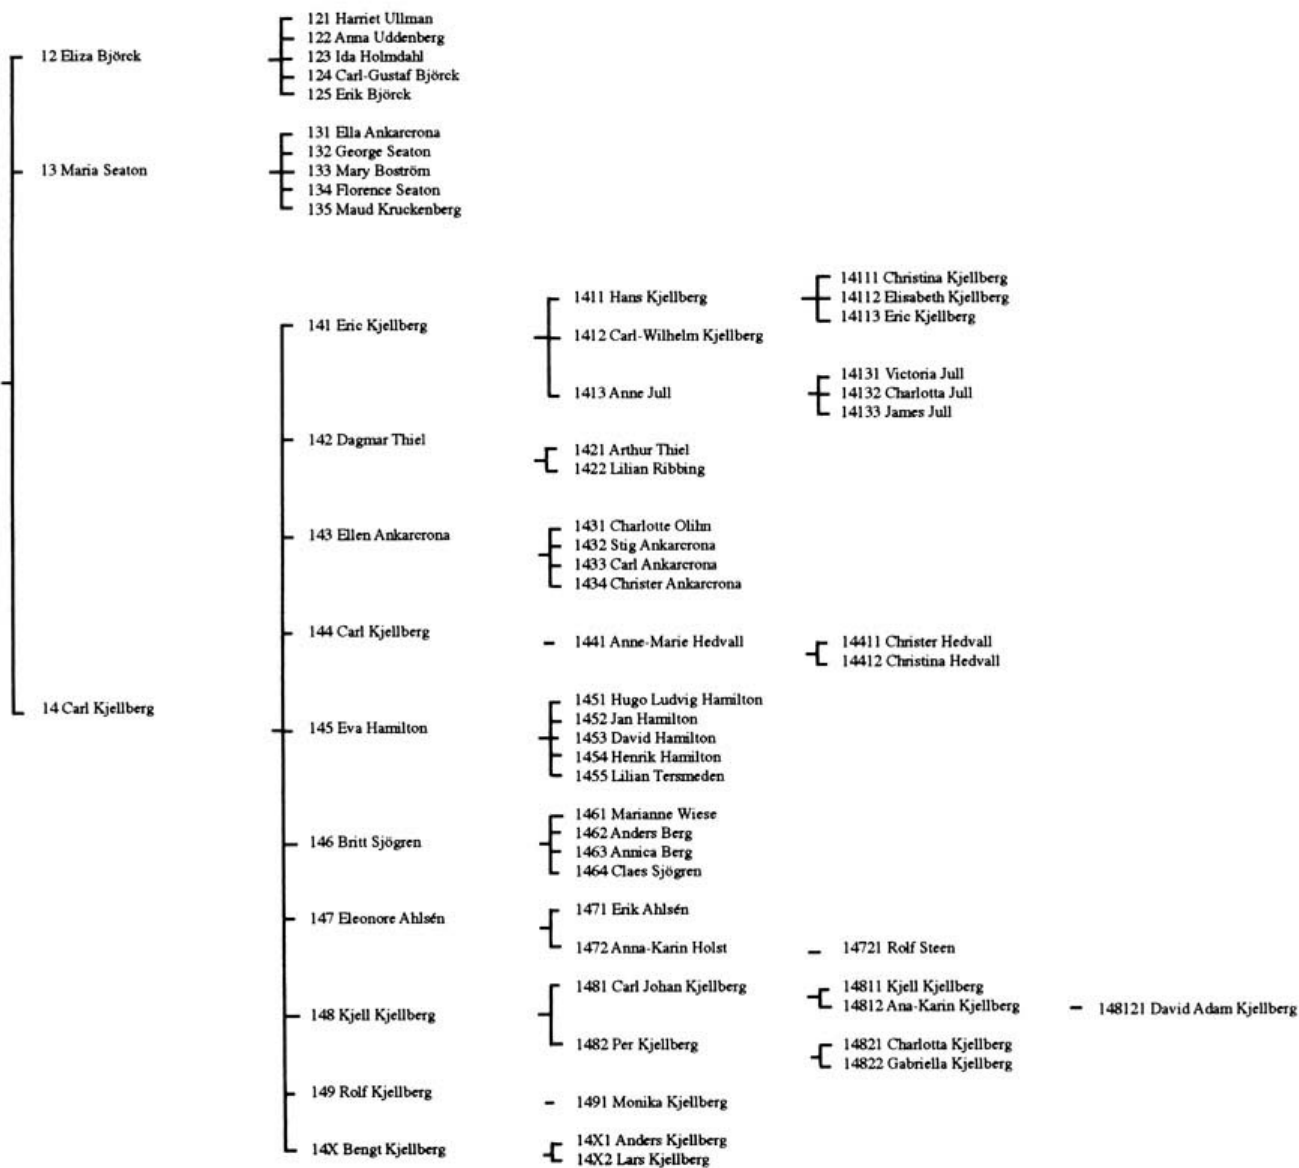 12 Eliza Björck
121 Harriet Ullman
122 Anna Uddenberg
123 Ida Holmdahl
124 Carl-Gustaf Björck
125 Erik Björck
13 Maria Seaton
131 Ella Ankarcrona
132 George Seaton
133 Mary Boström
134 Florence Seaton
135 Maud Kruckenberg
14 Carl Kjellberg
141 Eric Kjellberg
1411 Hans Kjellberg
14111 Christina Kjellberg
14112 Elisabeth Kjellberg
14113 Eric Kjellberg
1412 Carl-Wilhelm Kjellberg
1413 Anne Jull
14131 Victoria Jull
14132 Charlotta Jull
14133 James Jull
142 Dagmar Thiel
1421 Arthur Thiel
1422 Lilian Ribbing
143 Ellen Ankarcrona
1431 Charlotte Olihn
1432 Stig Ankarcrona
1433 Carl Ankarcrona
1434 Christer Ankarcrona
144 Carl Kjellberg
1441 Anne-Marie Hedvall
14411 Christer Hedvall
14412 Christina Hedvall
145 Eva Hamilton
1451 Hugo Ludvig Hamilton
1452 Jan Hamilton
1453 David Hamilton
1454 Henrik Hamilton
1455 Lilian Tersmeden
146 Britt Sjögren
1461 Marianne Wiese
1462 Anders Berg
1463 Annica Berg
1464 Claes Sjögren
147 Eleonore Ahlsén
1471 Erik Ahlsén
1472 Anna-Karin Holst
14721 Rolf Steen
148 Kjell Kjellberg
1481 Carl Johan Kjellberg
14811 Kjell Kjellberg
14812 Ana-Karin Kjellberg
148121 David Adam Kjellberg
1482 Per Kjellberg
14821 Charlotta Kjellberg
14822 Gabriella Kjellberg
149 Rolf Kjellberg
1491 Monika Kjellberg
14X Bengt Kjellberg
14X1 Anders Kjellberg
14X2 Lars Kjellberg